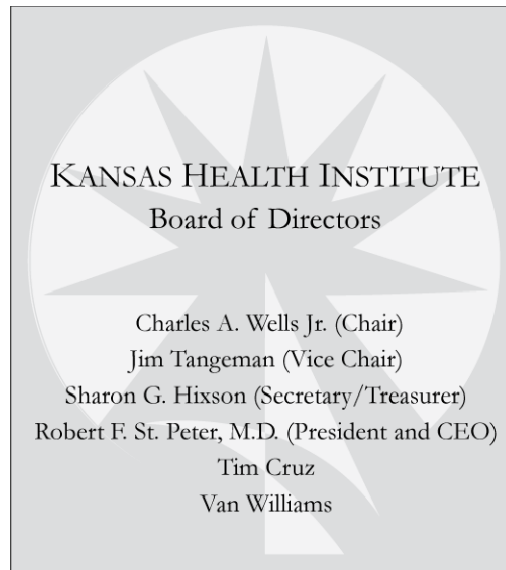 KANSAS HEALTH INSTITUTE
Board of Directors
Charles A. Wells Jr. (Chair)
Jim Tangeman (Vice Chair)
Sharon G. Hixson (Secretary/Treasurer)
Robert F. St. Peter, M.D. (President and CEO)
Tim Cruz
Van Williams